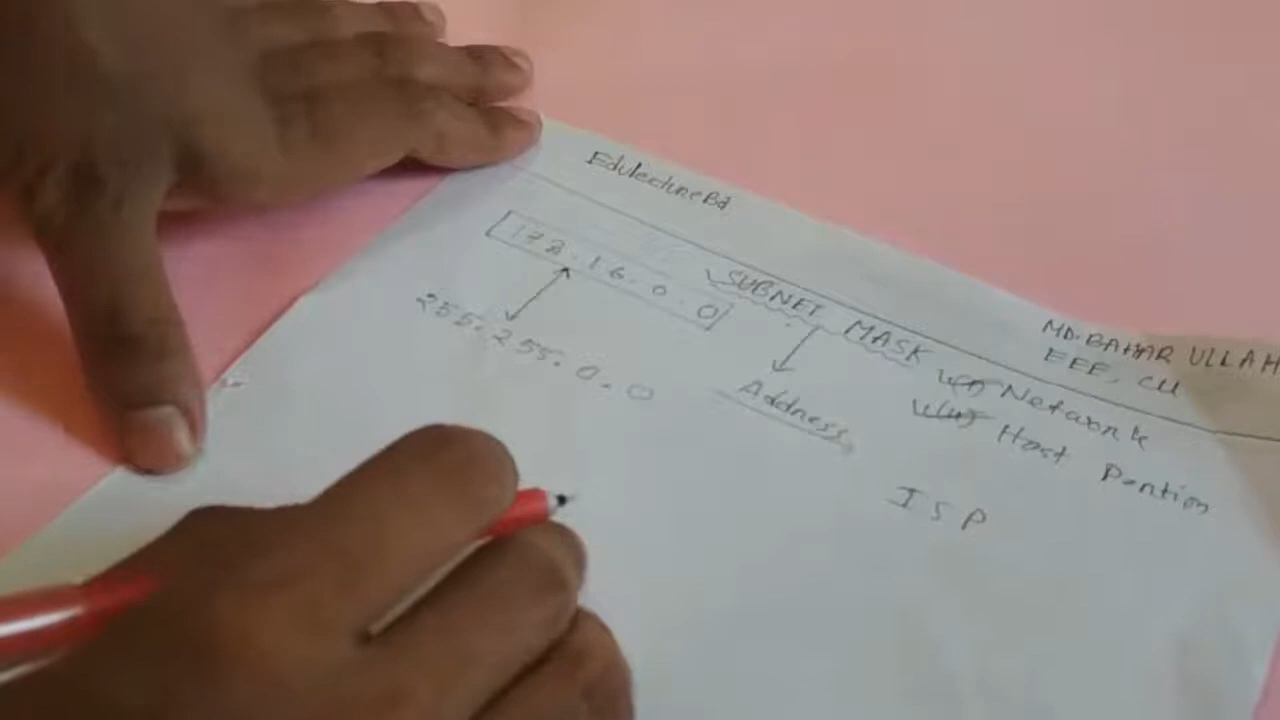 EdulectureBd
MD. BAHAR ULLAH
EEE, CU
SUBNET MASK
172.16.0.0
255.255.0.0
Address
Network
Host Portion
ISP